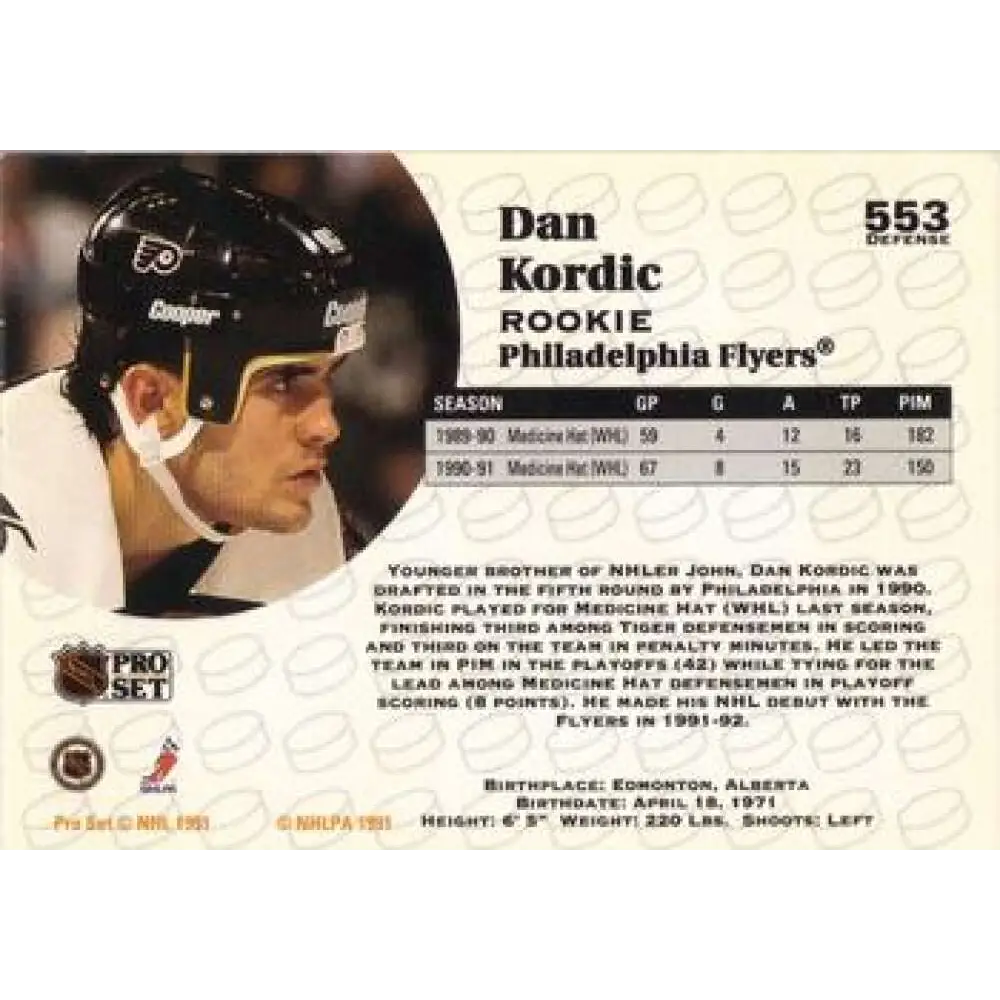 Dan
Kordic
ROOKIE
Philadelphia Flyers®
553
DEFENSE
Cooper
SEASON GP G A TP PIM
1989-90 Medicine Hat (WHL) 59 4 12 16 182
1990-91 Medicine Hat (WHL) 67 8 15 23 150
YOUNGER BROTHER OF NHLER JOHN, DAN KORDIC WAS
DRAFTED IN THE FIFTH ROUND BY PHILADELPHIA IN 1990.
KORDIC PLAYED FOR MEDICINE HAT (WHL) LAST SEASON,
FINISHING THIRD AMONG TIGER DEFENSEMEN IN SCORING
AND THIRD ON THE TEAM IN PENALTY MINUTES. HE LED THE
TEAM IN PIM IN THE PLAYOFFS (42) WHILE TYING FOR THE
LEAD AMONG MEDICINE HAT DEFENSEMEN IN PLAYOFF
SCORING (8 POINTS). HE MADE HIS NHL DEBUT WITH THE
FLYERS IN 1991-92.
PRO
SET
BIRTHPLACE: EDMONTON, ALBERTA
BIRTHDATE: APRIL 18, 1971
HEIGHT: 6' 5" WEIGHT: 220 LBS. SHOOTS: LEFT
Pro Set © NHL 1991
© NHLPA 1991